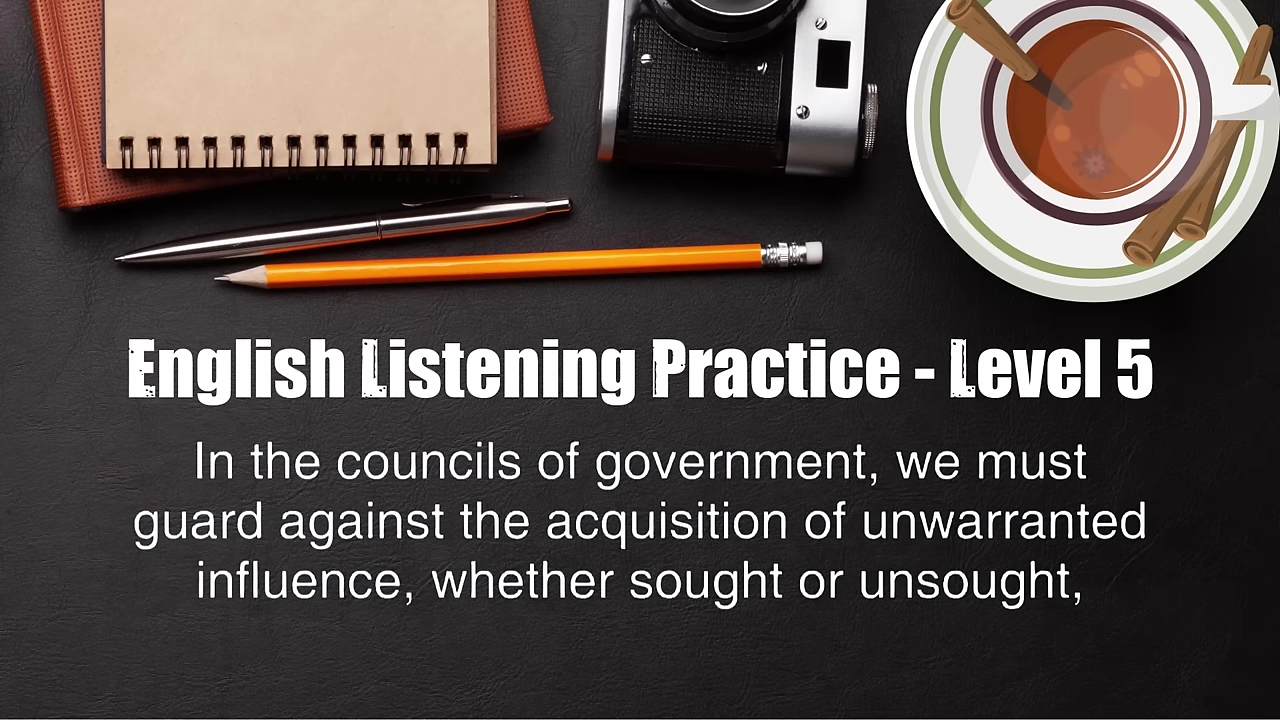 English Listening Practice - Level 5
In the councils of government, we must
guard against the acquisition of unwarranted
influence, whether sought or unsought,